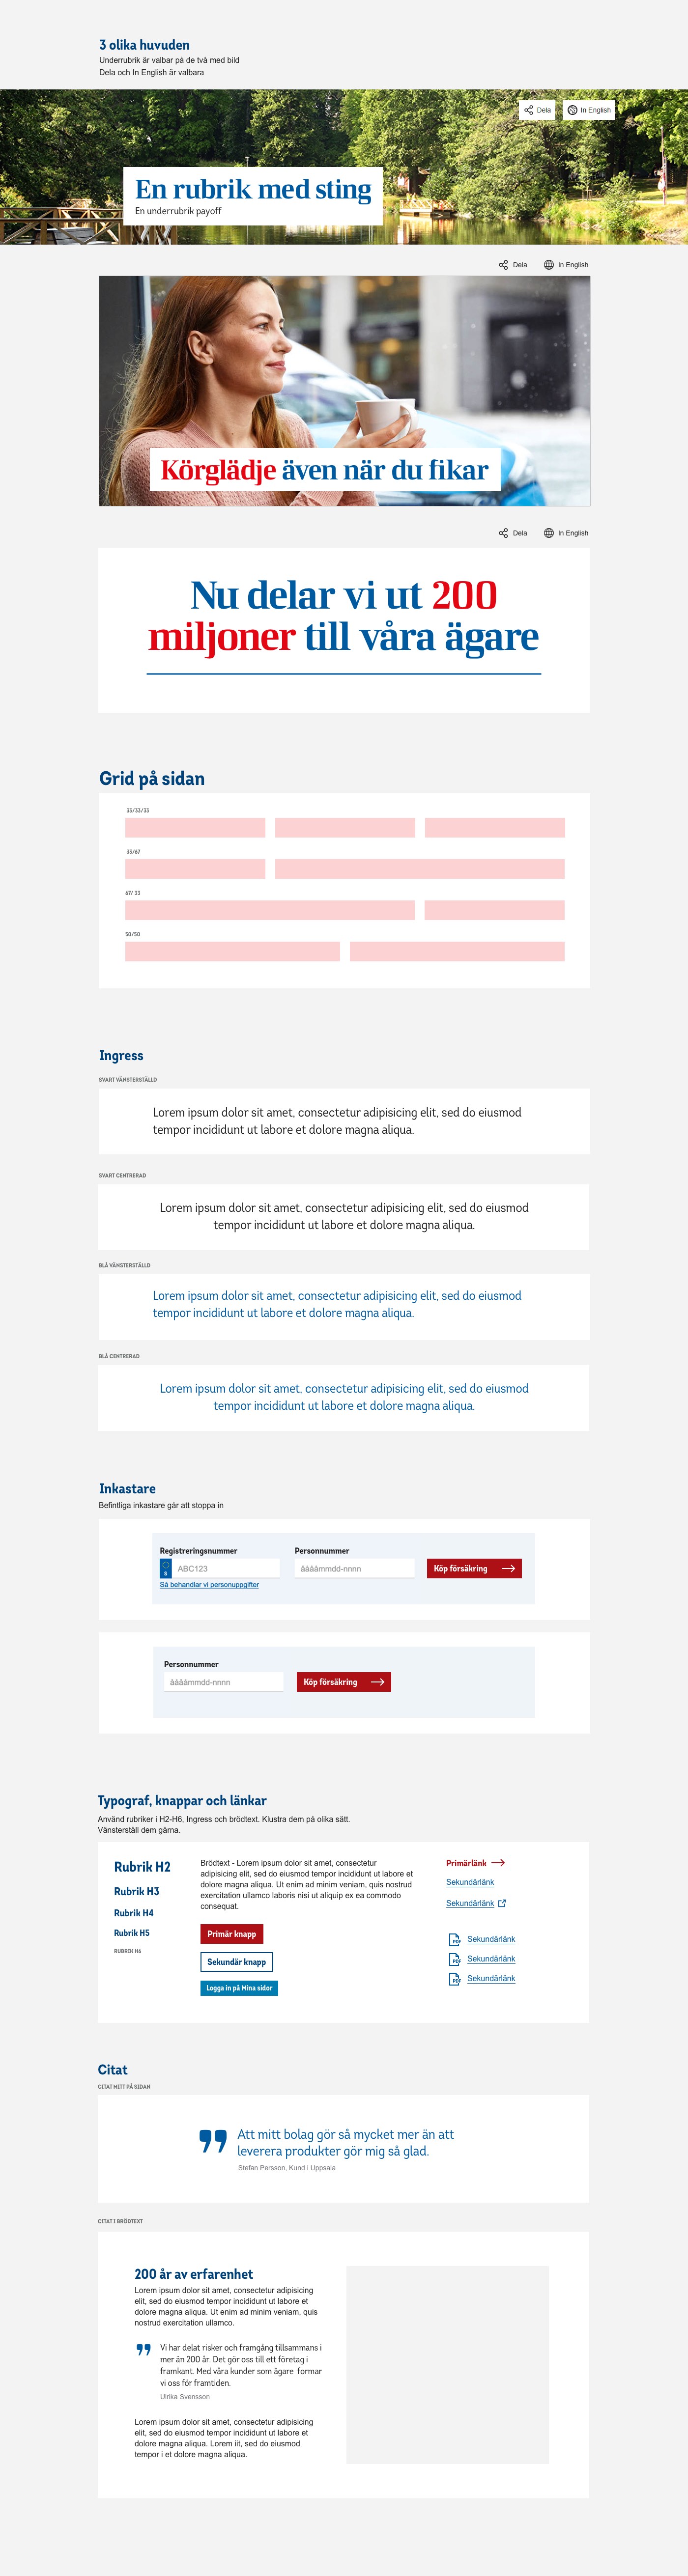 3 olika huvuden
Underrubrik är valbar på de två med bild
Dela och In English är valbara
Dela
In English
En rubrik med sting
En underrubrik payoff
Dela
In English
Körglädje även när du fikar
Dela
In English
Nu delar vi ut 200
miljoner till våra ägare
Grid på sidan
33/33/33
33/67
67/ 33
50/50
Ingress
SVART VÄNSTERSTÄLLD
Lorem ipsum dolor sit amet, consectetur adipisicing elit, sed do eiusmod
tempor incididunt ut labore et dolore magna aliqua.
SVART CENTRERAD
Lorem ipsum dolor sit amet, consectetur adipisicing elit, sed do eiusmod
tempor incididunt ut labore et dolore magna aliqua.
BLÅ VÄNSTERSTÄLLD
Lorem ipsum dolor sit amet, consectetur adipisicing elit, sed do eiusmod
tempor incididunt ut labore et dolore magna aliqua.
BLÅ CENTRERAD
Lorem ipsum dolor sit amet, consectetur adipisicing elit, sed do eiusmod
tempor incididunt ut labore et dolore magna aliqua.
Inkastare
Befintliga inkastare går att stoppa in
Registreringsnummer
Personnummer
S
ABC123
ååååmmdd-nnnn
Köp försäkring
Så behandlar vi personuppgifter
Personnummer
ååååmmdd-nnnn
Köp försäkring
Typograf, knappar och länkar
Använd rubriker i H2-H6, Ingress och brödtext. Klustra dem på olika sätt.
Vänsterställ dem gärna.
Rubrik H2
Rubrik H3
Rubrik H4
Rubrik H5
RUBRIK H6
Brödtext - Lorem ipsum dolor sit amet, consectetur
adipisicing elit, sed do eiusmod tempor incididunt ut labore et
dolore magna aliqua. Ut enim ad minim veniam, quis nostrud
exercitation ullamco laboris nisi ut aliquip ex ea commodo
consequat.
Primär knapp
Sekundär knapp
Logga in på Mina sidor
Primärlänk
Sekundärlänk
Sekundärlänk
PDF
Sekundärlänk
PDF
Sekundärlänk
PDF
Sekundärlänk
Citat
CITAT MITT PÅ SIDAN
Att mitt bolag gör så mycket mer än att
leverera produkter gör mig så glad.
Stefan Persson, Kund i Uppsala
CITAT I BRÖDTEXT
200 år av erfarenhet
Lorem ipsum dolor sit amet, consectetur adipisicing
elit, sed do eiusmod tempor incididunt ut labore et
dolore magna aliqua. Ut enim ad minim veniam, quis
nostrud exercitation ullamco.
Vi har delat risker och framgång tillsammans i
mer än 200 år. Det gör oss till ett företag i
framkant. Med våra kunder som ägare formar
vi oss för framtiden.
Ulrika Svensson
Lorem ipsum dolor sit amet, consectetur adipisicing
elit, sed do eiusmod tempor incididunt ut labore et
dolore magna aliqua. Lorem iit, sed do eiusmod
tempor i et dolore magna aliqua.